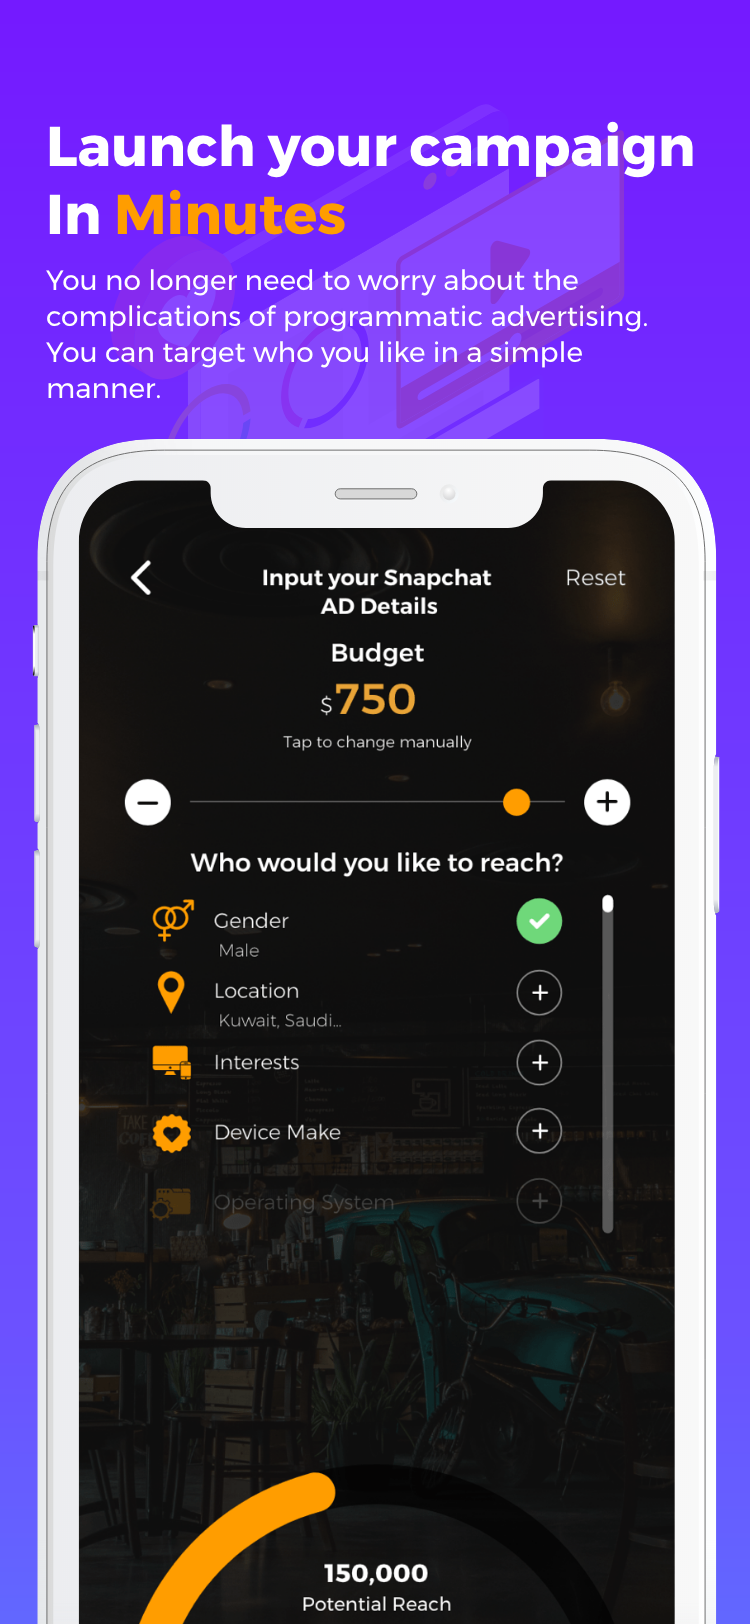 Launch your campaign
In Minutes
You no longer need to worry about the
complications of programmatic advertising.
You can target who you like in a simple
manner.
Input your Snapchat
AD Details
Reset
Budget
$750
Tap to change manually
Who would you like to reach?
Gender
Male
Location
Kuwait, Saudi...
Interests
Device Make
Operating System
150,000
Potential Reach